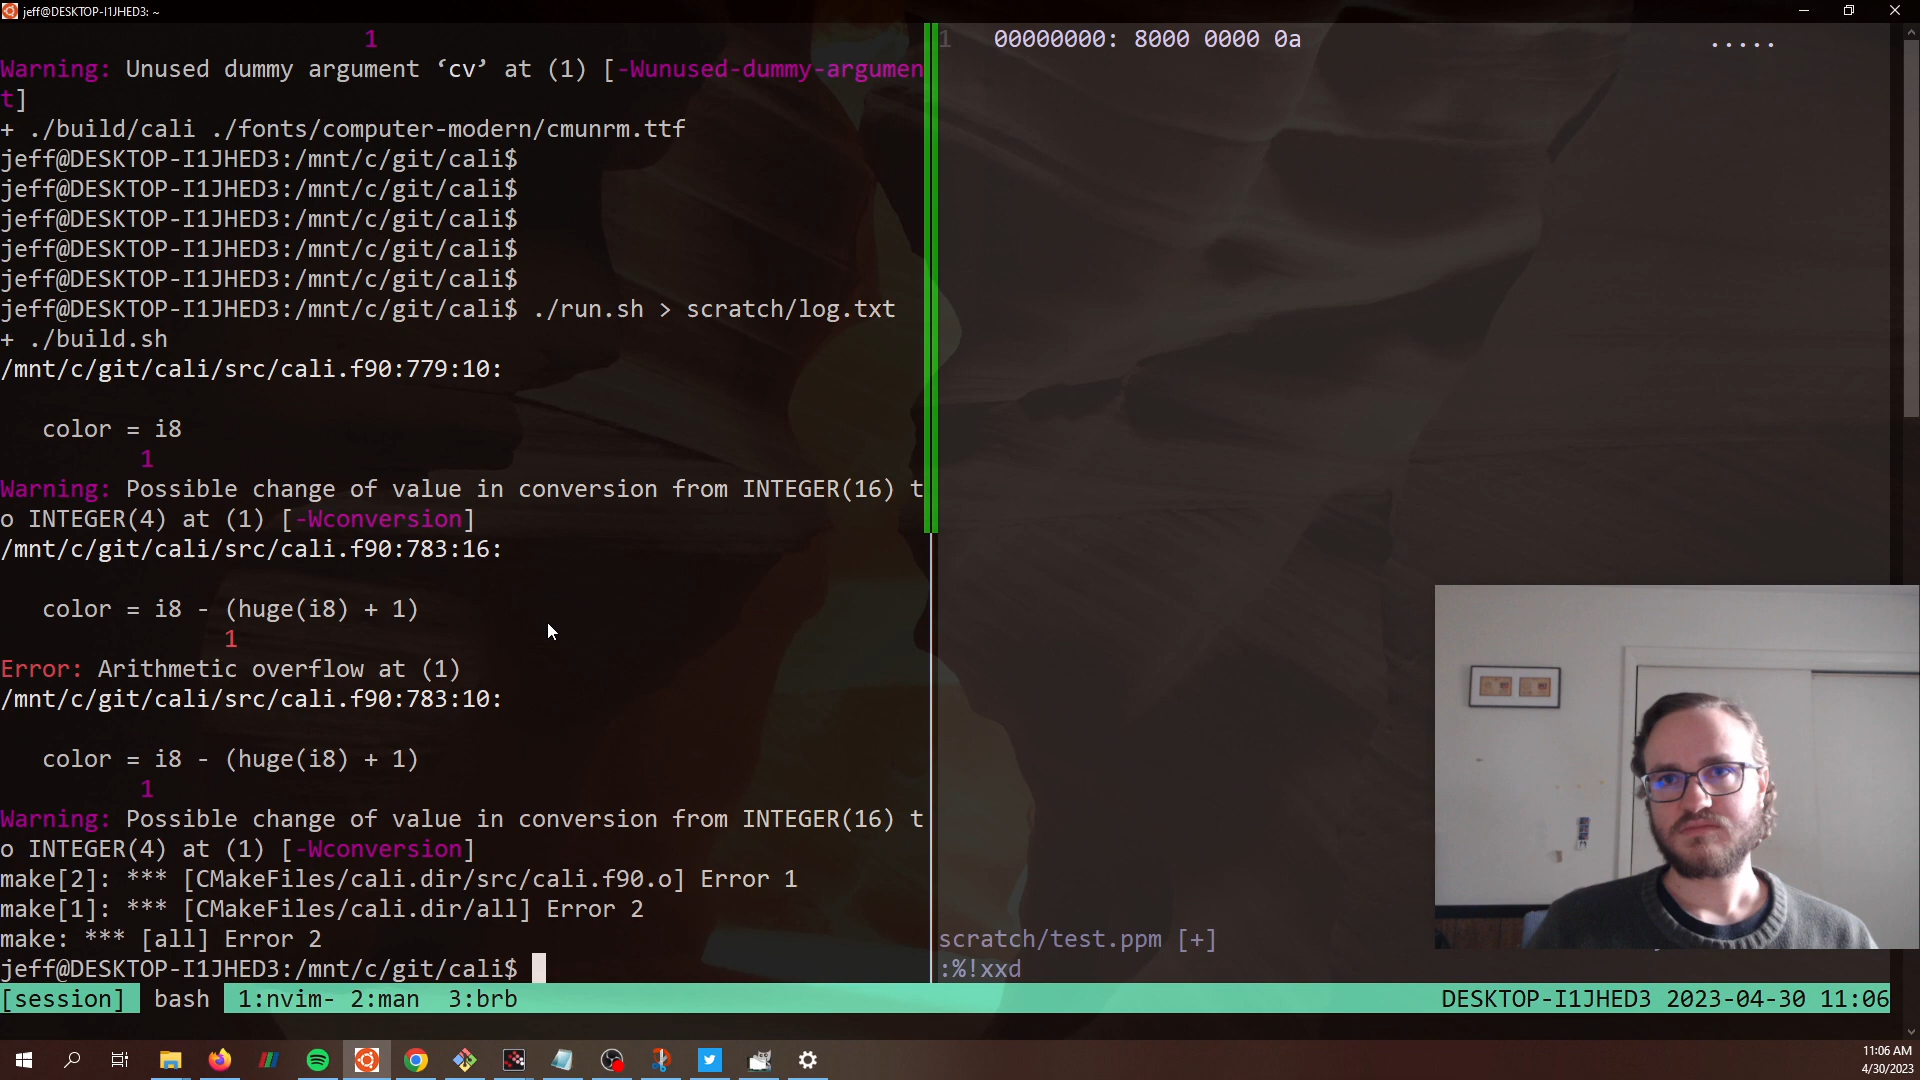 jeff@DESKTOP-I1JHED3: ~
1
Warning: Unused dummy argument ‘cv’ at (1) [-Wunused-dummy-argumen
t]
+ ./build/cali ./fonts/computer-modern/cmunrm.ttf
jeff@DESKTOP-I1JHED3:/mnt/c/git/cali$
jeff@DESKTOP-I1JHED3:/mnt/c/git/cali$
jeff@DESKTOP-I1JHED3:/mnt/c/git/cali$
jeff@DESKTOP-I1JHED3:/mnt/c/git/cali$
jeff@DESKTOP-I1JHED3:/mnt/c/git/cali$
jeff@DESKTOP-I1JHED3:/mnt/c/git/cali$ ./run.sh > scratch/log.txt
+ ./build.sh
/mnt/c/git/cali/src/cali.f90:779:10:
color = i8
1
Warning: Possible change of value in conversion from INTEGER(16) t
o INTEGER(4) at (1) [-Wconversion]
/mnt/c/git/cali/src/cali.f90:783:16:
color = i8 - (huge(i8) + 1)
1
Error: Arithmetic overflow at (1)
/mnt/c/git/cali/src/cali.f90:783:10:
color = i8 - (huge(i8) + 1)
1
Warning: Possible change of value in conversion from INTEGER(16) t
o INTEGER(4) at (1) [-Wconversion]
make[2]: *** [CMakeFiles/cali.dir/src/cali.f90.o] Error 1
make[1]: *** [CMakeFiles/cali.dir/all] Error 2
make: *** [all] Error 2
jeff@DESKTOP-I1JHED3:/mnt/c/git/cali$
1 00000000: 8000 0000 0a .....
scratch/test.ppm [+]
:%!xxd
[session] bash 1:nvim- 2:man 3:brb DESKTOP-I1JHED3 2023-04-30 11:06
11:06 AM
4/30/2023